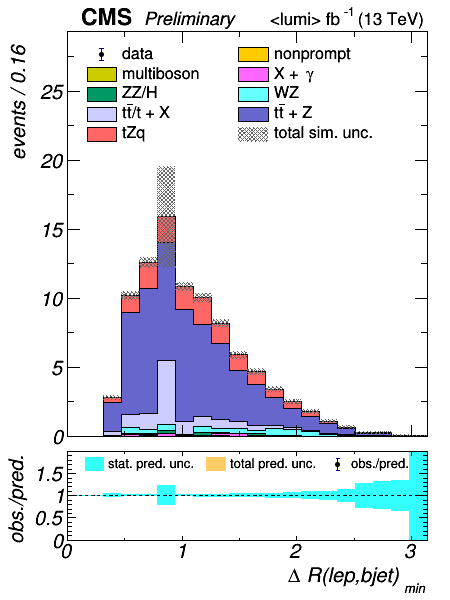 CMS Preliminary <lumi> fb⁻¹ (13 TeV)
events / 0.16
data
nonprompt
multiboson
X + γ
ZZ/H
WZ
tt̄/t + X
tt̄ + Z
tZq
total sim. unc.
25
20
15
10
5
0
obs./pred.
stat. pred. unc.
total pred. unc.
obs./pred.
1.5
1
0.5
0
0 1 2 3
Δ R(lep,bjet) min